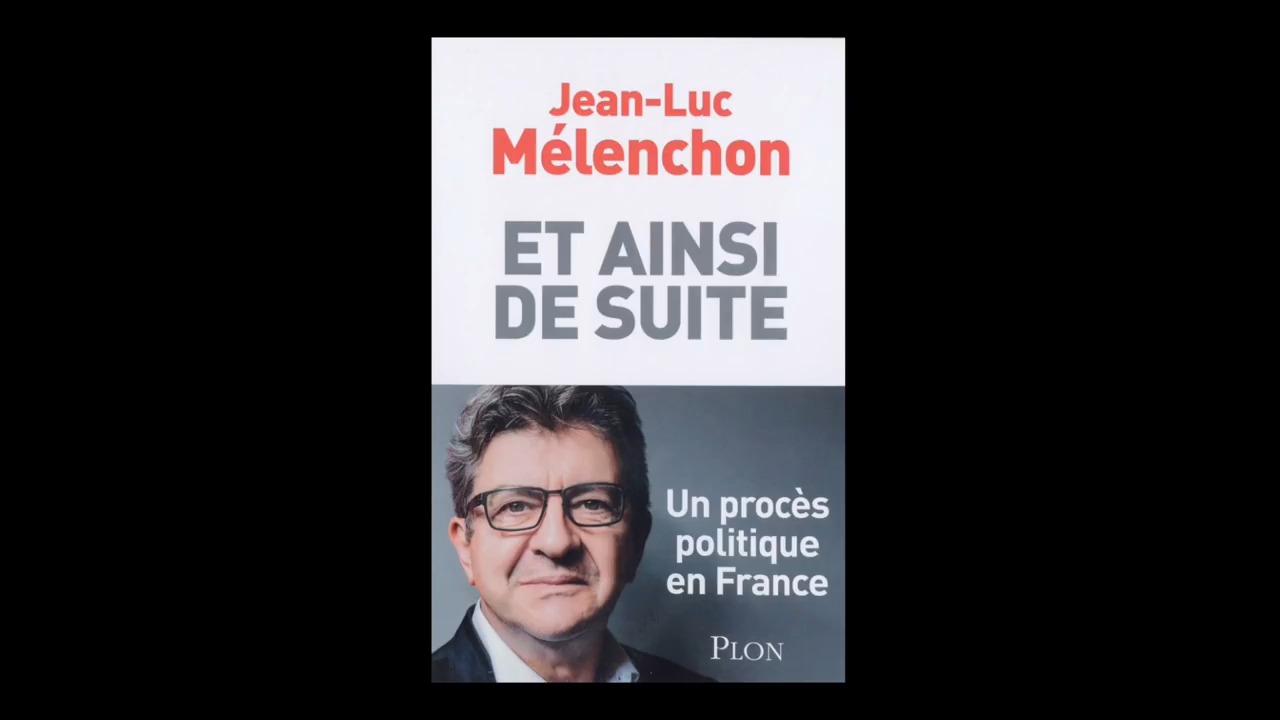 Jean-Luc
Mélenchon
ET AINSI
DE SUITE
Un procès
politique
en France
PLON